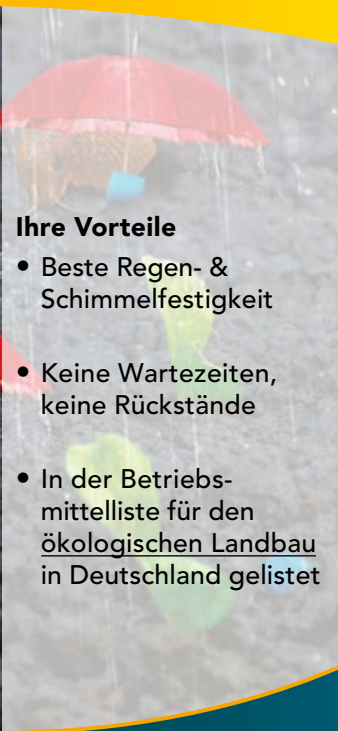 Ihre Vorteile
• Beste Regen- &
Schimmelfestigkeit
• Keine Wartezeiten,
keine Rückstände
• In der Betriebs-
mittelliste für den
ökologischen Landbau
in Deutschland gelistet